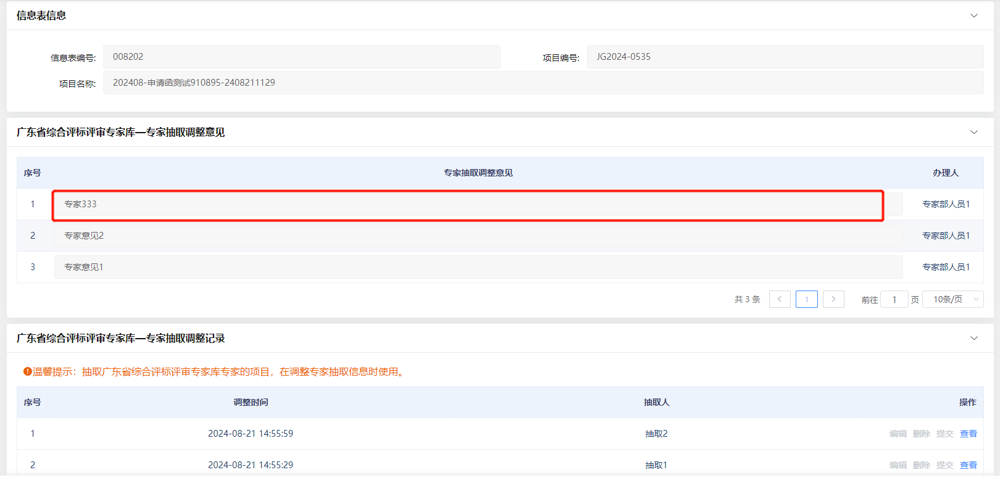 信息表信息
信息表编号: 008202 项目编号: JG2024-0535
项目名称: 202408-申请函测试910895-2408211129
广东省综合评标评审专家库—专家抽取调整意见
序号 专家抽取调整意见 办理人
1 专家333 专家部人员1
2 专家意见2 专家部人员1
3 专家意见1 专家部人员1
共 3 条 1 前往 1 页 10条/页
广东省综合评标评审专家库—专家抽取调整记录
温馨提示：抽取广东省综合评标评审专家库专家的项目，在调整专家抽取信息时使用。
序号 调整时间 抽取人 操作
1 2024-08-21 14:55:59 抽取2 编辑 删除 提交 查看
2 2024-08-21 14:55:29 抽取1 编辑 删除 提交 查看